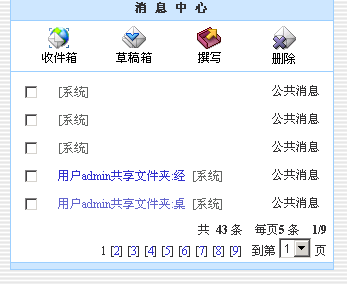 消 息 中 心
收件箱 草稿箱 撰写 删除
[系统] 公共消息
[系统] 公共消息
[系统] 公共消息
用户admin共享文件夹:经 [系统] 公共消息
用户admin共享文件夹:桌 [系统] 公共消息
共 43 条 每页5 条 1/9
1 [2] [3] [4] [5] [6] [7] [8] [9] 到第 1 页